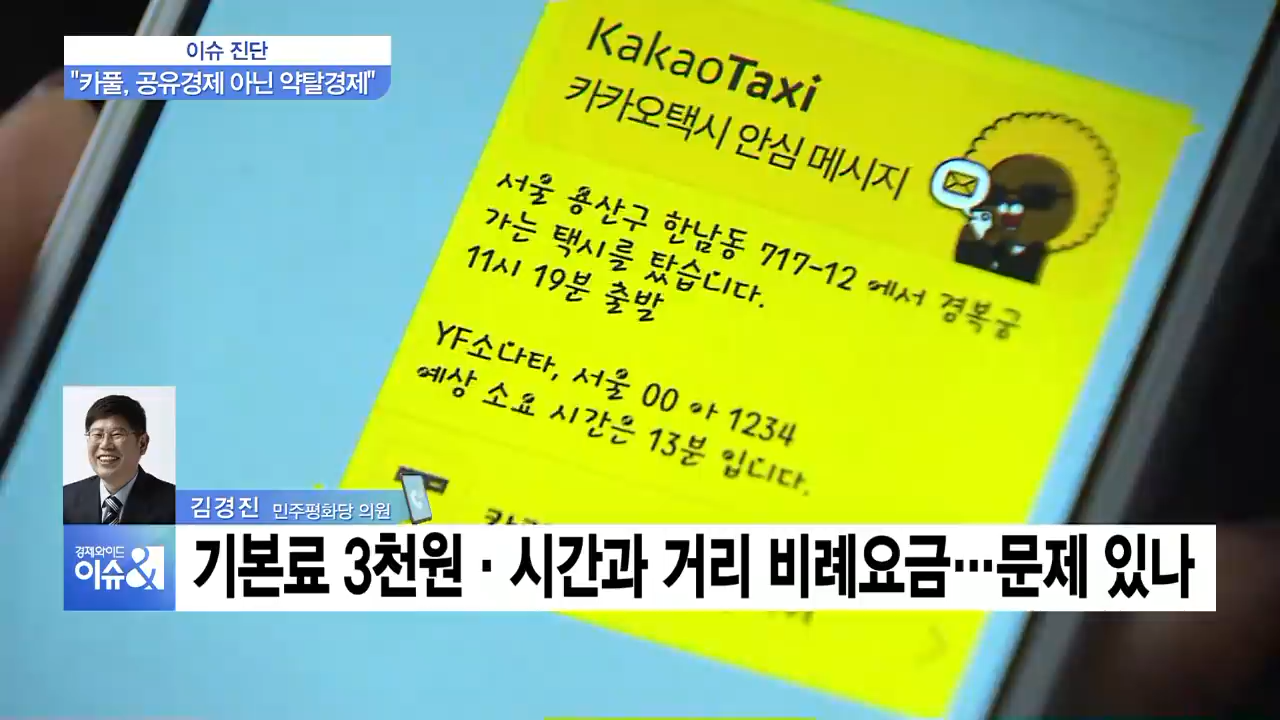 이슈 진단
"카풀, 공유경제 아닌 약탈경제"
KakaoTaxi
카카오택시 안심 메시지
서울 용산구 한남동 717-12 에서 경복궁
가는 택시를 탔습니다.
11시 19분 출발
YF소나타, 서울 00 아 1234
예상 소요 시간은 13분 입니다.
김경진 민주평화당 의원
경제와이드
이슈&
기본료 3천원·시간과 거리 비례요금…문제 있나